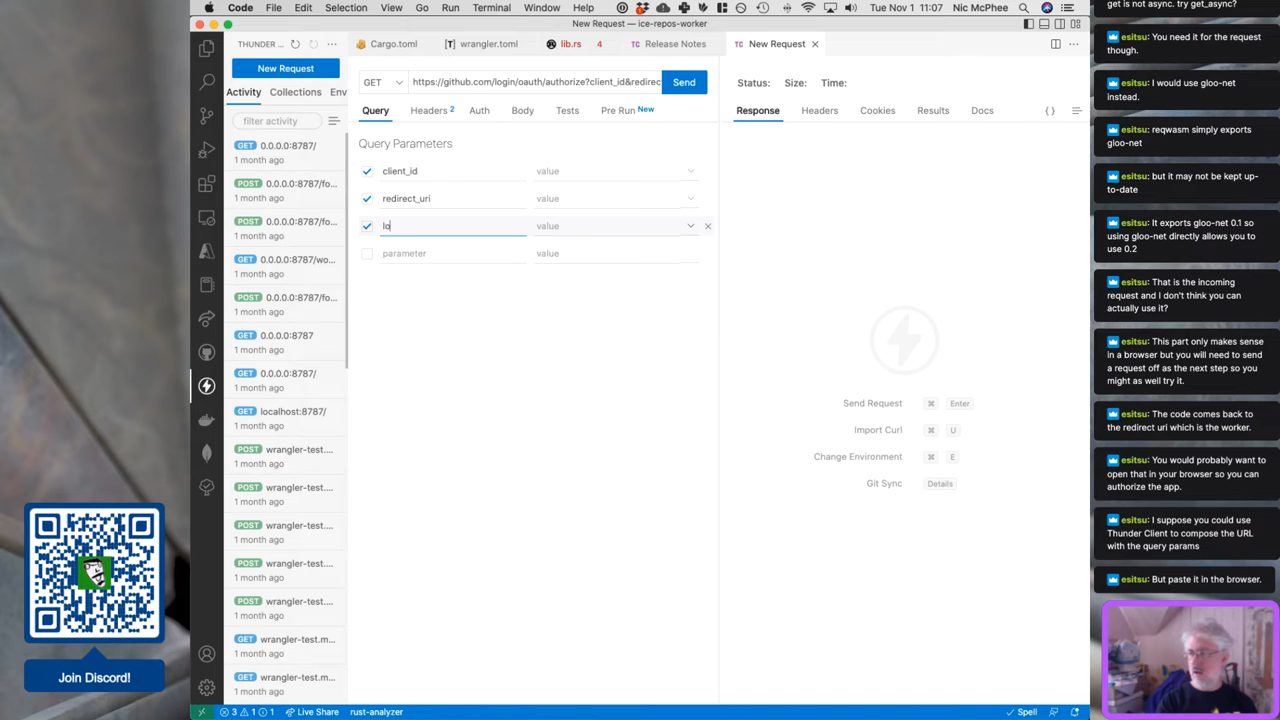 Code File Edit Selection View Go Run Terminal Window Help Tue Nov 1 11:07 Nic McPhee
New Request — ice-repos-worker
THUNDER ...
Cargo.toml
wrangler.toml
lib.rs 4
Release Notes
TC New Request
New Request
Activity Collections Env
filter activity
GET 0.0.0.0:8787/
1 month ago
POST 0.0.0.0:8787/fo...
1 month ago
POST 0.0.0.0:8787/fo...
1 month ago
GET 0.0.0.0:8787/wo...
1 month ago
POST 0.0.0.0:8787/fo...
1 month ago
GET 0.0.0.0:8787
1 month ago
GET 0.0.0.0:8787/
1 month ago
GET localhost:8787/
1 month ago
POST wrangler-test....
1 month ago
POST wrangler-test....
1 month ago
POST wrangler-test....
1 month ago
POST wrangler-test....
1 month ago
POST wrangler-test....
1 month ago
GET wrangler-test.m...
1 month ago
GET wrangler-test.m...
1 month ago
GET https://github.com/login/oauth/authorize?client_id&redirec Send
Query Headers 2 Auth Body Tests Pre Run New
Query Parameters
client_id value
redirect_uri value
lo value
parameter value
Status: Size: Time:
Response Headers Cookies Results Docs { }
Send Request ⌘ Enter
Import Curl ⌘ U
Change Environment ⌘ E
Git Sync Details
3 1 1 Live Share rust-analyzer Spell
Join Discord!
get is not async. try get_async?
esitsu: You need it for the request
though.
esitsu: I would use gloo-net
instead.
esitsu: reqwasm simply exports
gloo-net
esitsu: but it may not be kept up-
to-date
esitsu: It exports gloo-net 0.1 so
using gloo-net directly allows you to
use 0.2
esitsu: That is the incoming
request and I don't think you can
actually use it?
esitsu: This part only makes sense
in a browser but you will need to send
a request off as the next step so you
might as well try it.
esitsu: The code comes back to
the redirect uri which is the worker.
esitsu: You would probably want to
open that in your browser so you can
authorize the app.
esitsu: I suppose you could use
Thunder Client to compose the URL
with the query params
esitsu: But paste it in the browser.